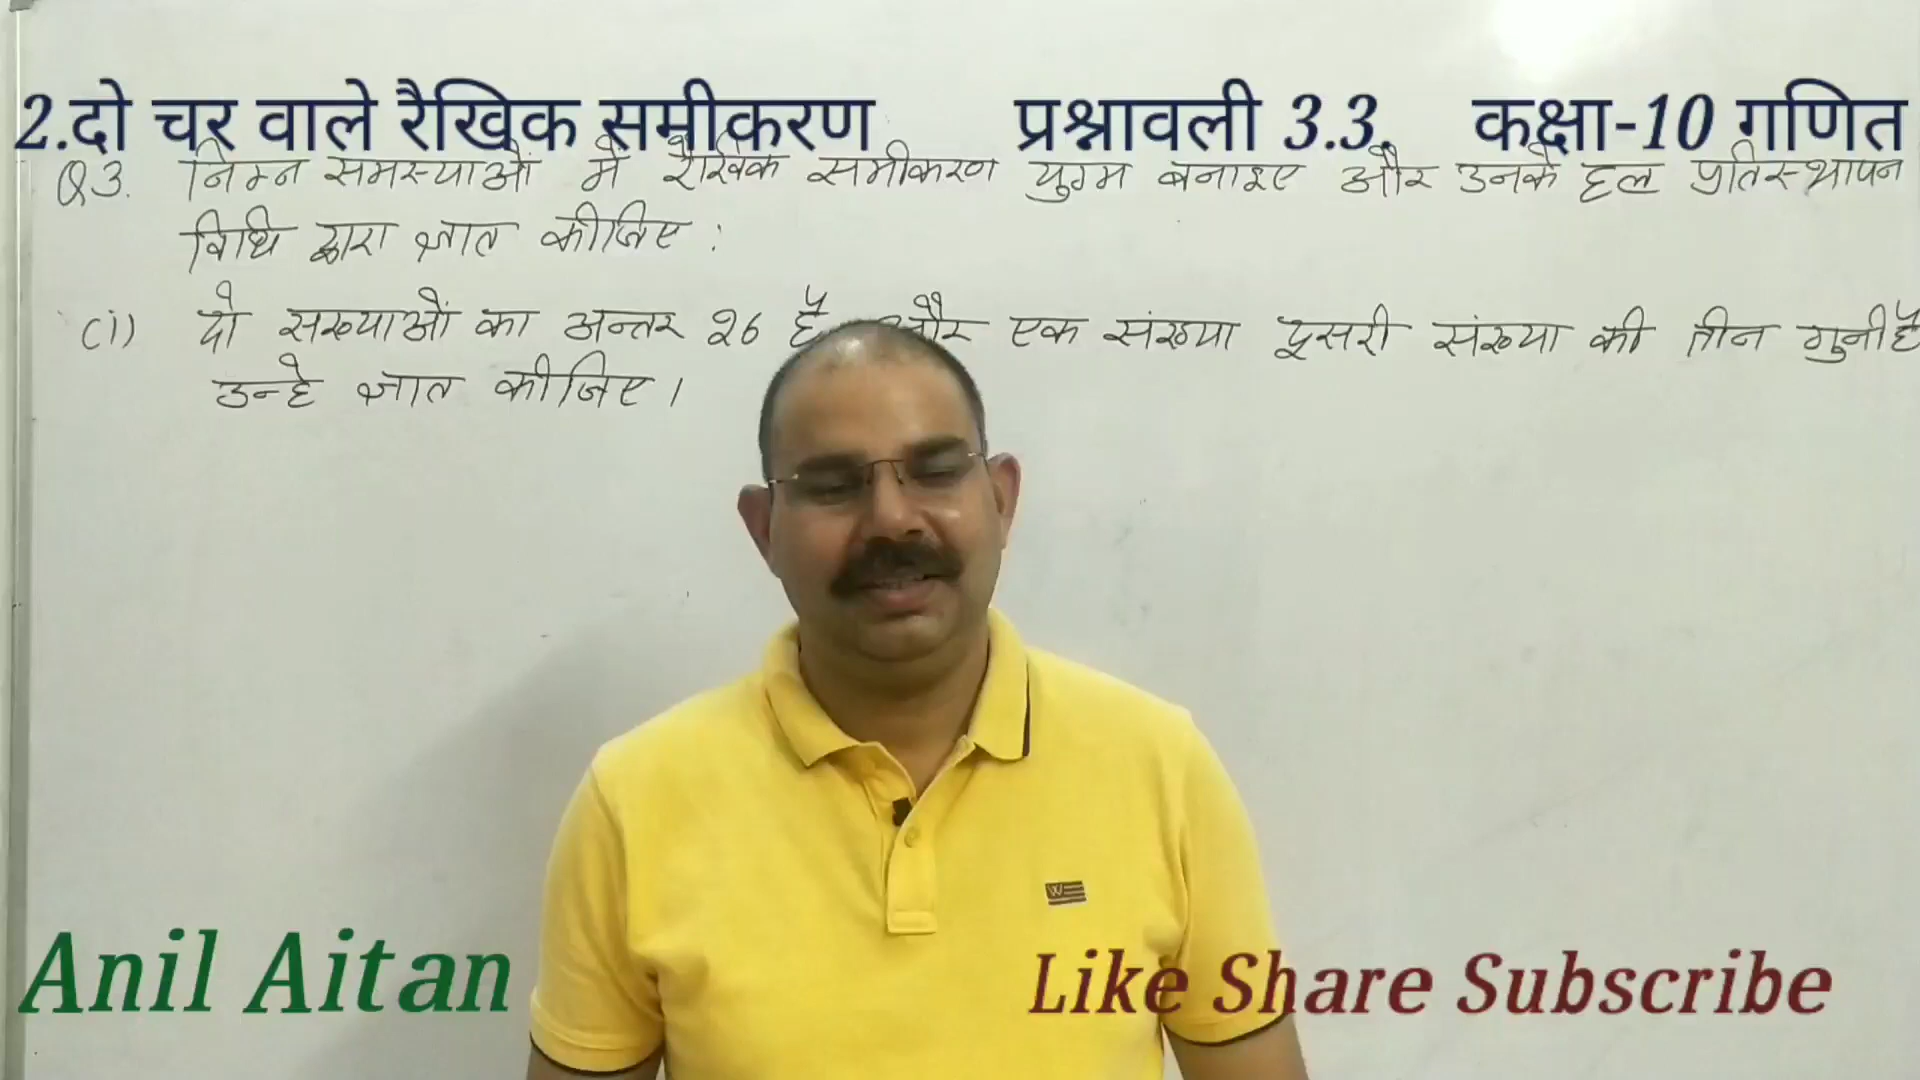 2.दो चर वाले रैखिक समीकरण प्रश्नावली 3.3. कक्षा-10 गणित
Q3. निम्न समस्याओं में रैखिक समीकरण युग्म बनाइए और उनके हल प्रतिस्थापन
विधि द्वारा ज्ञात कीजिए :
(i) दो सख्याओं का अन्तर 26 है और एक संख्या दूसरी संख्या की तीन गुनी है
उन्हे ज्ञात कीजिए ।
W
Anil Aitan
Like Share Subscribe